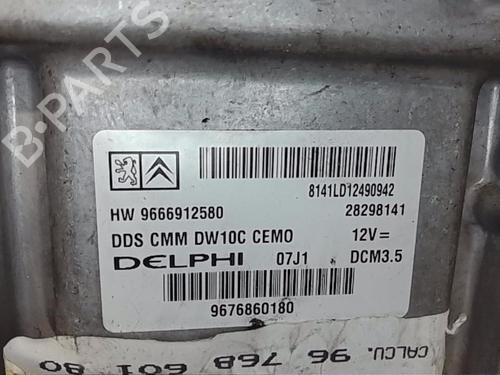 B-PARTS
8141LD12490942
HW 9666912580
28298141
DDS CMM DW10C CEMO
12V=
DELPHI
07J1
DCM3.5
9676860180
CALCU. 96 768 601 80